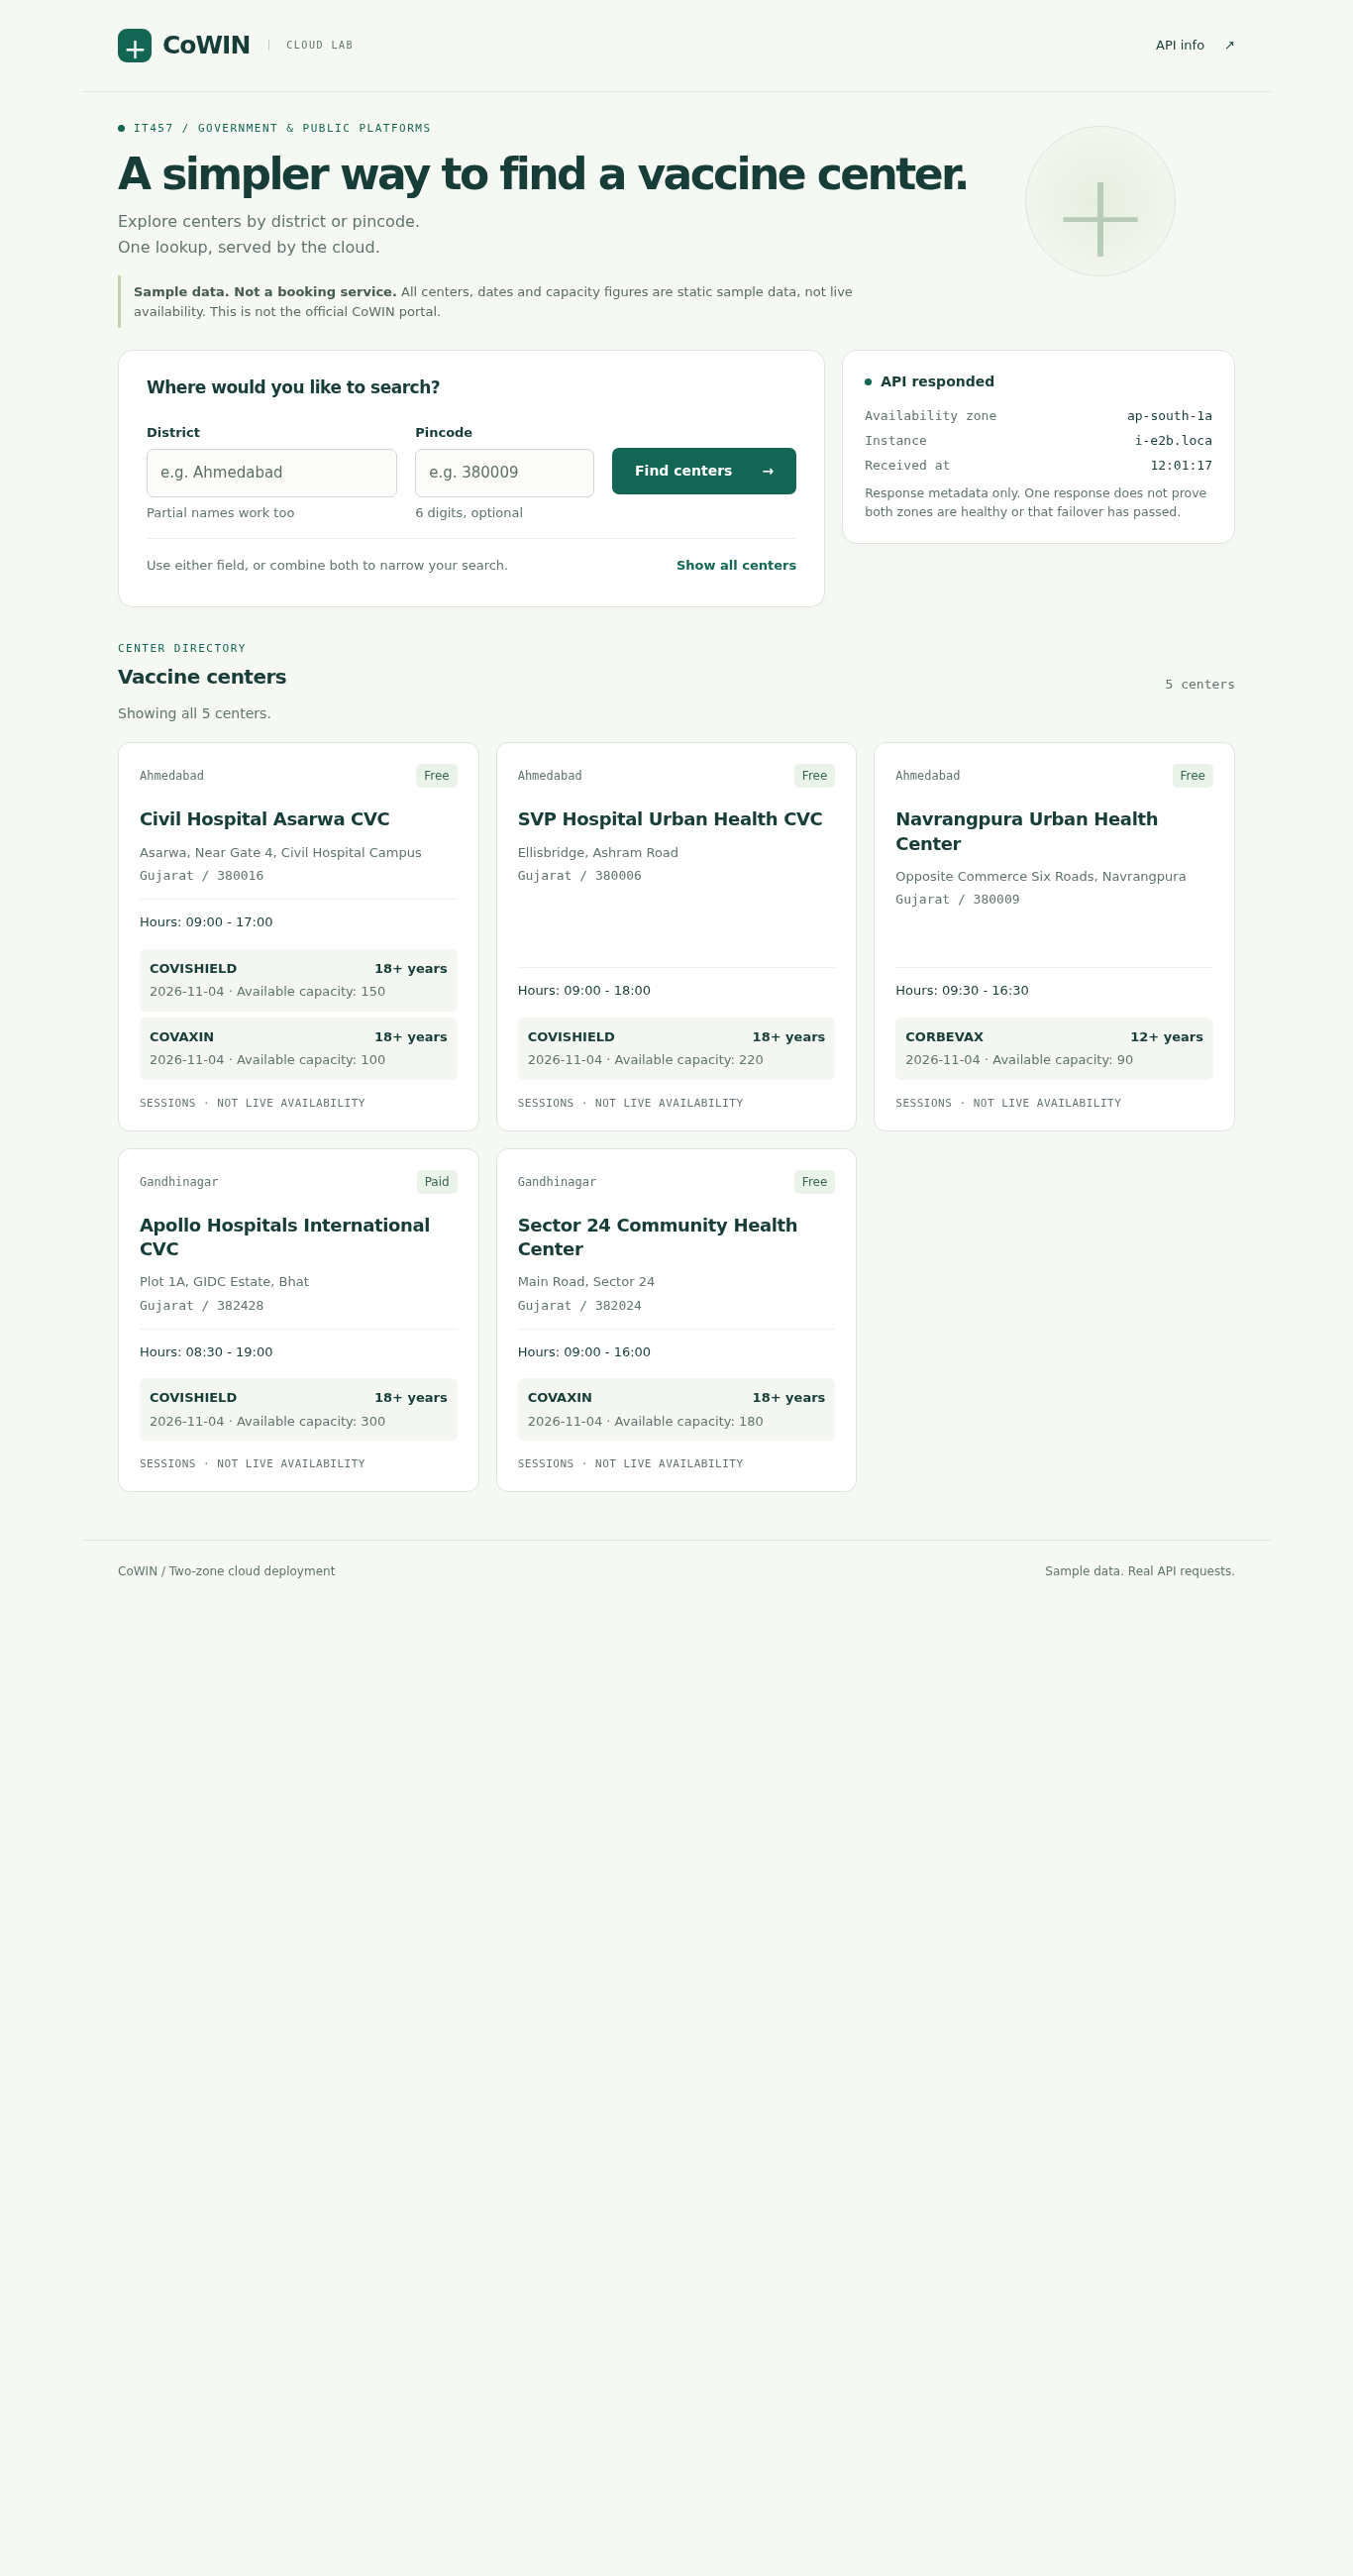 CoWIN | CLOUD LAB
API info ↗
IT457 / GOVERNMENT & PUBLIC PLATFORMS
A simpler way to find a vaccine center.
Explore centers by district or pincode.
One lookup, served by the cloud.
Sample data. Not a booking service. All centers, dates and capacity figures are static sample data, not live
availability. This is not the official CoWIN portal.
Where would you like to search?
District
Pincode
e.g. Ahmedabad
e.g. 380009
Find centers →
Partial names work too
6 digits, optional
Use either field, or combine both to narrow your search.
Show all centers
API responded
Availability zone ap-south-1a
Instance i-e2b.loca
Received at 12:01:17
Response metadata only. One response does not prove
both zones are healthy or that failover has passed.
CENTER DIRECTORY
Vaccine centers
5 centers
Showing all 5 centers.
Ahmedabad Free
Civil Hospital Asarwa CVC
Asarwa, Near Gate 4, Civil Hospital Campus
Gujarat / 380016
Hours: 09:00 - 17:00
COVISHIELD 18+ years
2026-11-04 · Available capacity: 150
COVAXIN 18+ years
2026-11-04 · Available capacity: 100
SESSIONS · NOT LIVE AVAILABILITY
Ahmedabad Free
SVP Hospital Urban Health CVC
Ellisbridge, Ashram Road
Gujarat / 380006
Hours: 09:00 - 18:00
COVISHIELD 18+ years
2026-11-04 · Available capacity: 220
SESSIONS · NOT LIVE AVAILABILITY
Ahmedabad Free
Navrangpura Urban Health
Center
Opposite Commerce Six Roads, Navrangpura
Gujarat / 380009
Hours: 09:30 - 16:30
CORBEVAX 12+ years
2026-11-04 · Available capacity: 90
SESSIONS · NOT LIVE AVAILABILITY
Gandhinagar Paid
Apollo Hospitals International
CVC
Plot 1A, GIDC Estate, Bhat
Gujarat / 382428
Hours: 08:30 - 19:00
COVISHIELD 18+ years
2026-11-04 · Available capacity: 300
SESSIONS · NOT LIVE AVAILABILITY
Gandhinagar Free
Sector 24 Community Health
Center
Main Road, Sector 24
Gujarat / 382024
Hours: 09:00 - 16:00
COVAXIN 18+ years
2026-11-04 · Available capacity: 180
SESSIONS · NOT LIVE AVAILABILITY
CoWIN / Two-zone cloud deployment
Sample data. Real API requests.